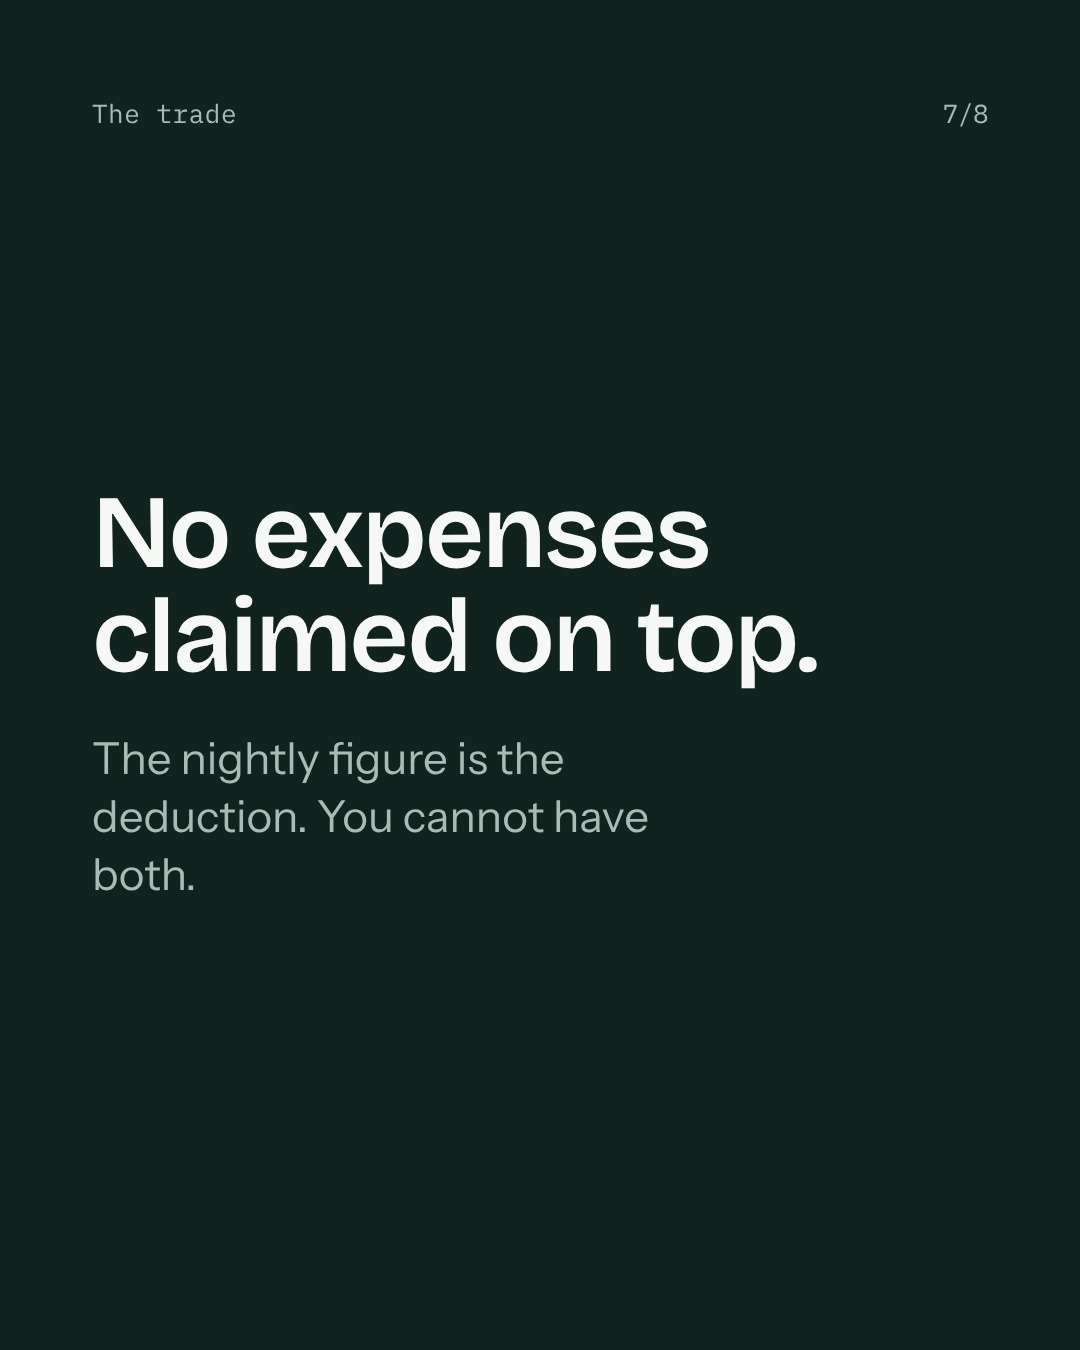 The trade
7/8
No expenses
claimed on top.
The nightly figure is the
deduction. You cannot have
both.